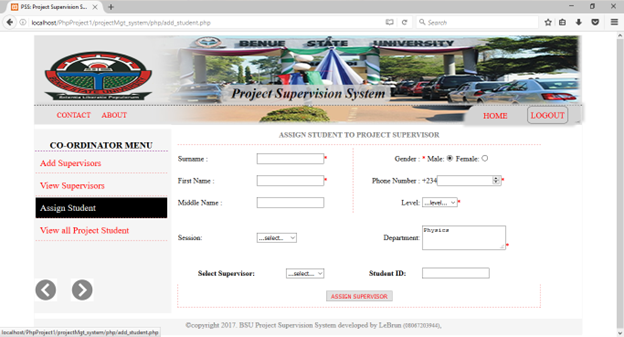 PSS: Project Supervision S...
localhost/PhpProject1/projectMgt_system/php/add_student.php
Search
BENUE STATE UNIVERSITY
Project Supervision System
CONTACT ABOUT
HOME LOGOUT
CO-ORDINATOR MENU
Add Supervisors
View Supervisors
Assign Student
View all Project Student
ASSIGN STUDENT TO PROJECT SUPERVISOR
Surname : * Gender : * Male: Female:
First Name : * Phone Number : +234 *
Middle Name : Level: ...level... *
Session: ...select... Department: Physics *
Select Supervisor: ...select... Student ID:
ASSIGN SUPERVISOR
©copyright 2017. BSU Project Supervision System developed by LeBrun (08067203944),
localhost/PhpProject1/projectMgt_system/php/add_student.php